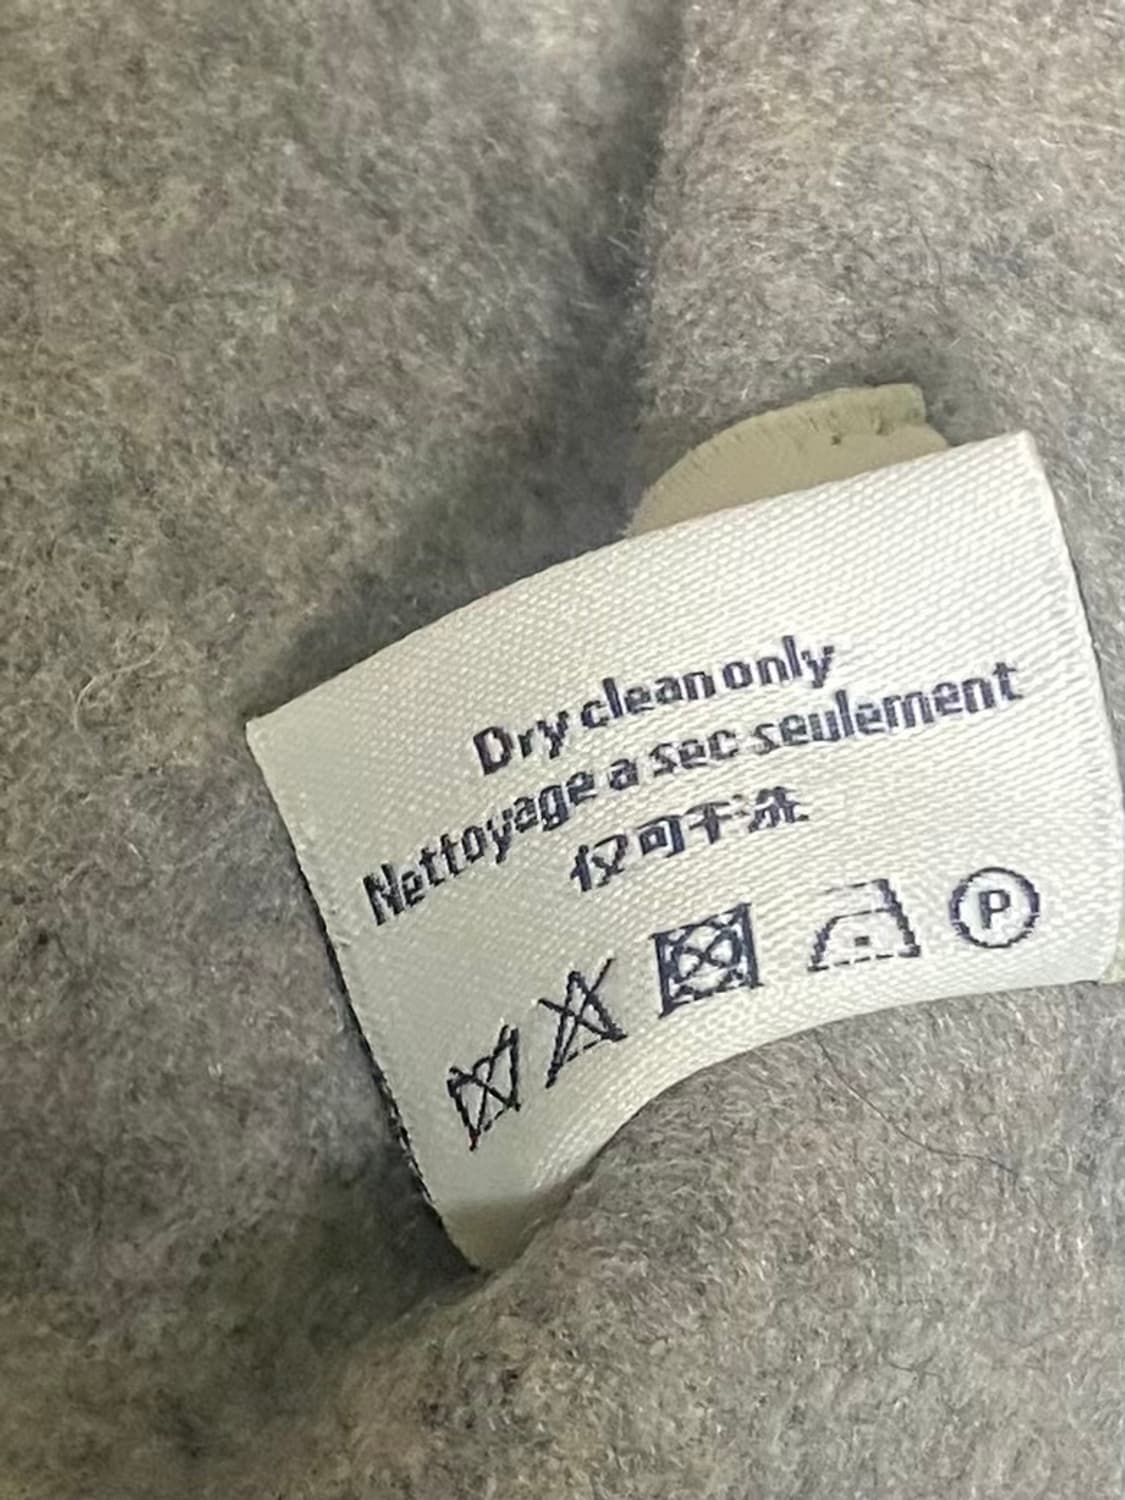 Dry clean only
Nettoyage a sec seulement
仅可干洗
P